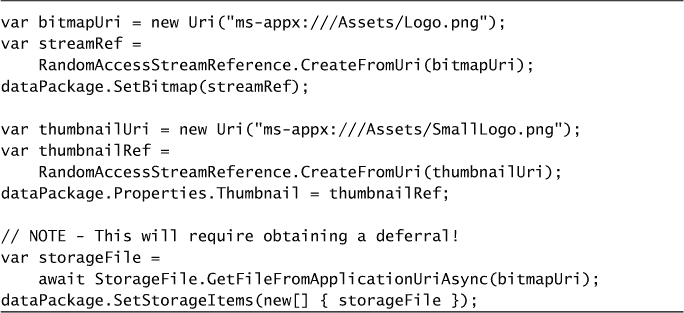 var bitmapUri = new Uri("ms-appx:///Assets/Logo.png");
var streamRef =
    RandomAccessStreamReference.CreateFromUri(bitmapUri);
dataPackage.SetBitmap(streamRef);

var thumbnailUri = new Uri("ms-appx:///Assets/SmallLogo.png");
var thumbnailRef =
    RandomAccessStreamReference.CreateFromUri(thumbnailUri);
dataPackage.Properties.Thumbnail = thumbnailRef;

// NOTE – This will require obtaining a deferral!
var storageFile =
    await StorageFile.GetFileFromApplicationUriAsync(bitmapUri);
dataPackage.SetStorageItems(new[] { storageFile });